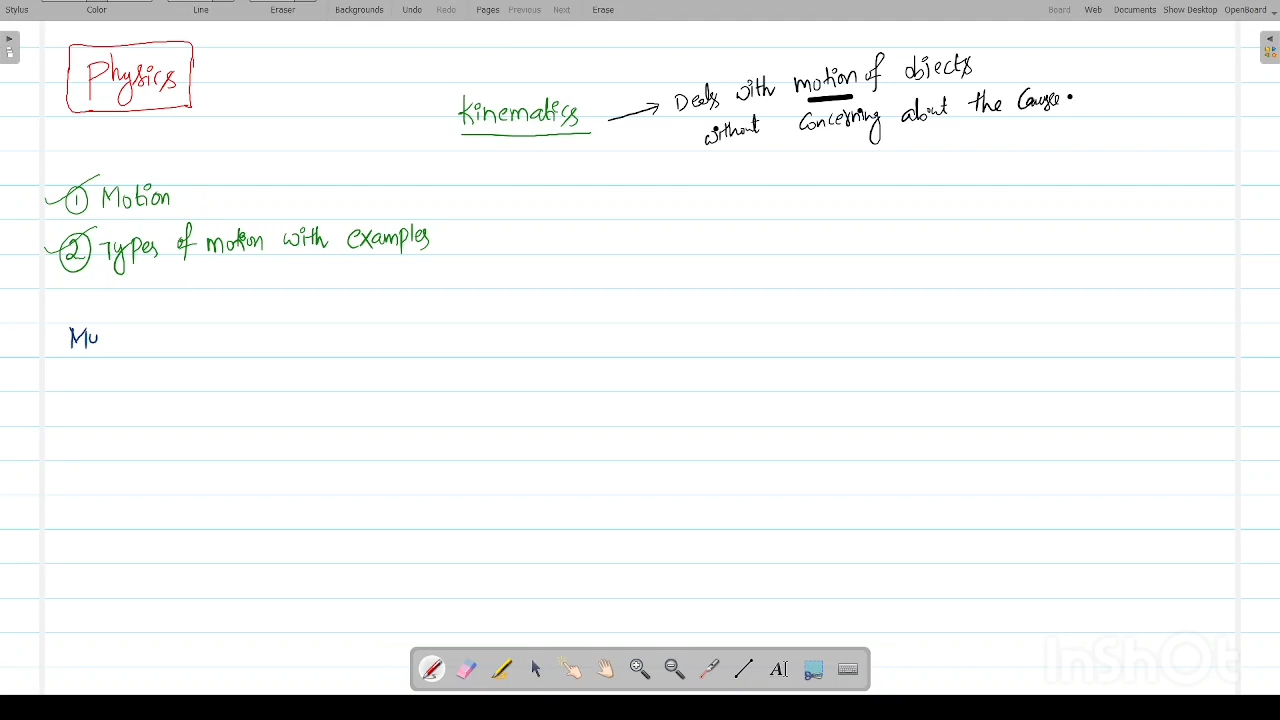 Stylus Color Line Eraser Backgrounds Undo Redo Pages Previous Next Erase Board Web Documents Show Desktop OpenBoard
Physics
Kinematics → Deals with motion of objects
without concerning about the Cause.
① Motion
② Types of motion with examples
Mu
InShOt